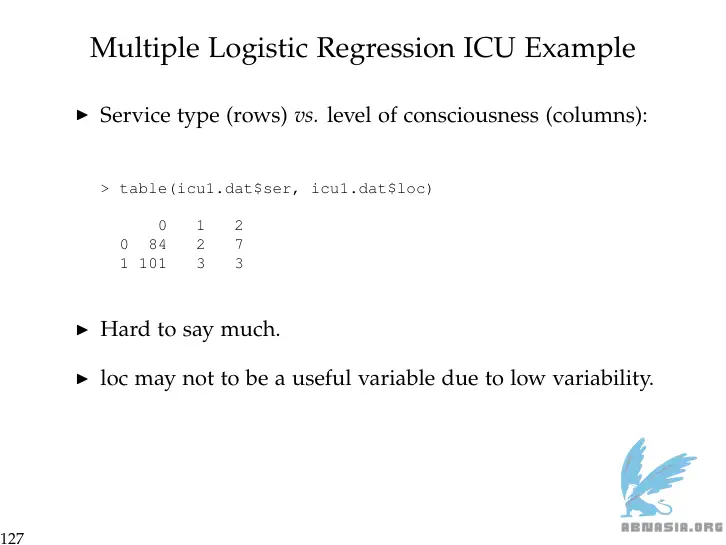 Multiple Logistic Regression ICU Example
▶ Service type (rows) vs. level of consciousness (columns):
> table(icu1.dat$ser, icu1.dat$loc)
0 1 2
0 84 2 7
1 101 3 3
▶ Hard to say much.
▶ loc may not to be a useful variable due to low variability.
ABNASIA.ORG
127